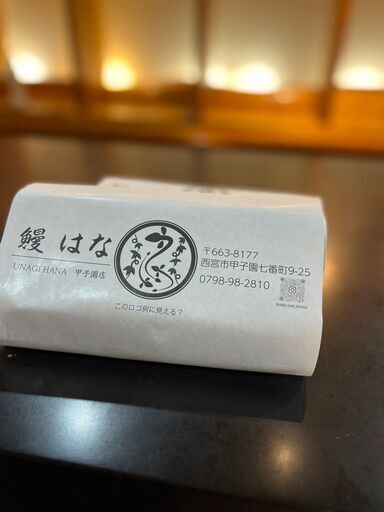 鰻 はな
UNAGI HANA 甲子園店
このロゴ何に見える？
〒663-8177
西宮市甲子園七番町9-25
0798-98-2810